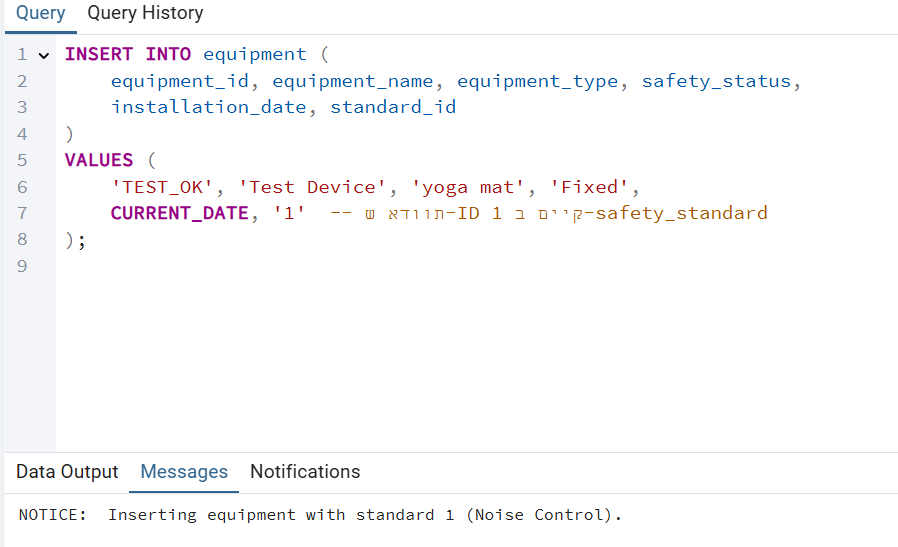 Query Query History
1 INSERT INTO equipment (
2 equipment_id, equipment_name, equipment_type, safety_status,
3 installation_date, standard_id
4 )
5 VALUES (
6 'TEST_OK', 'Test Device', 'yoga mat', 'Fixed',
7 CURRENT_DATE, '1'  -- תוודא ש-ID 1 קיים ב-safety_standard
8 );
9
Data Output Messages Notifications
NOTICE:  Inserting equipment with standard 1 (Noise Control).